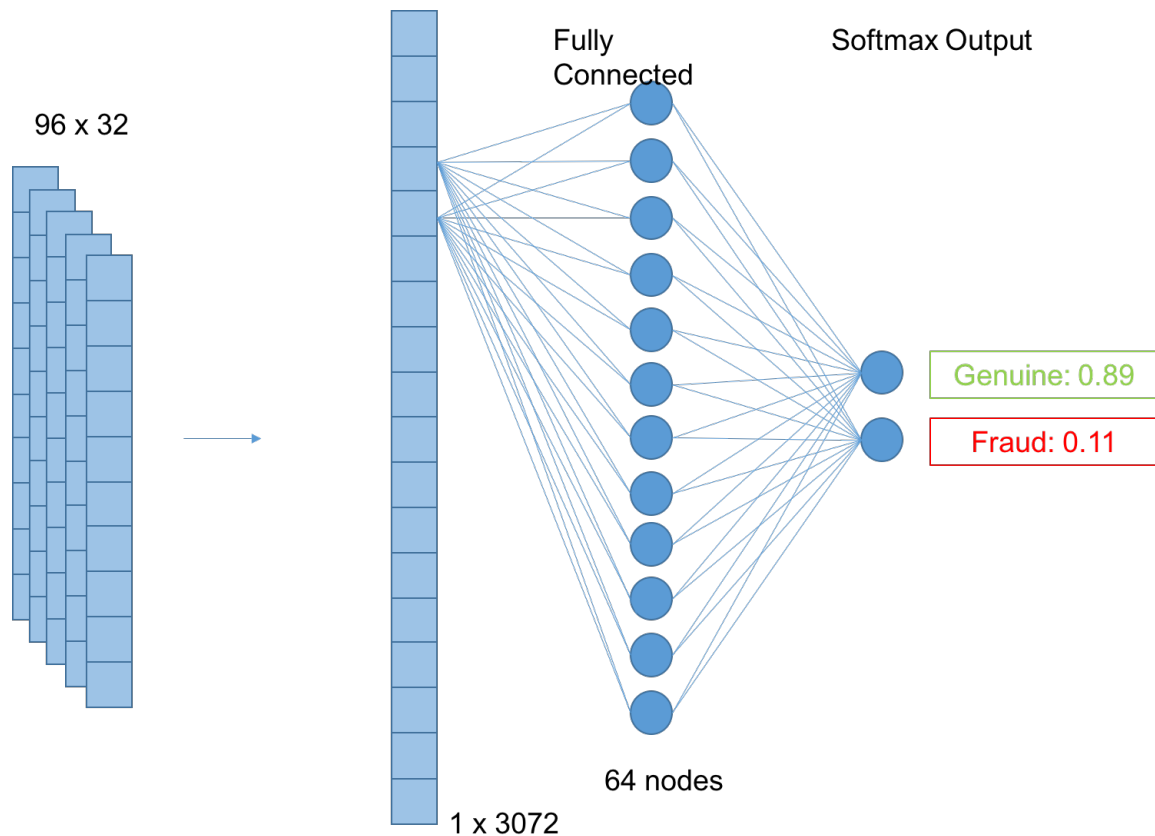 96 x 32
Fully
Connected
Softmax Output
Genuine: 0.89
Fraud: 0.11
64 nodes
1 x 3072